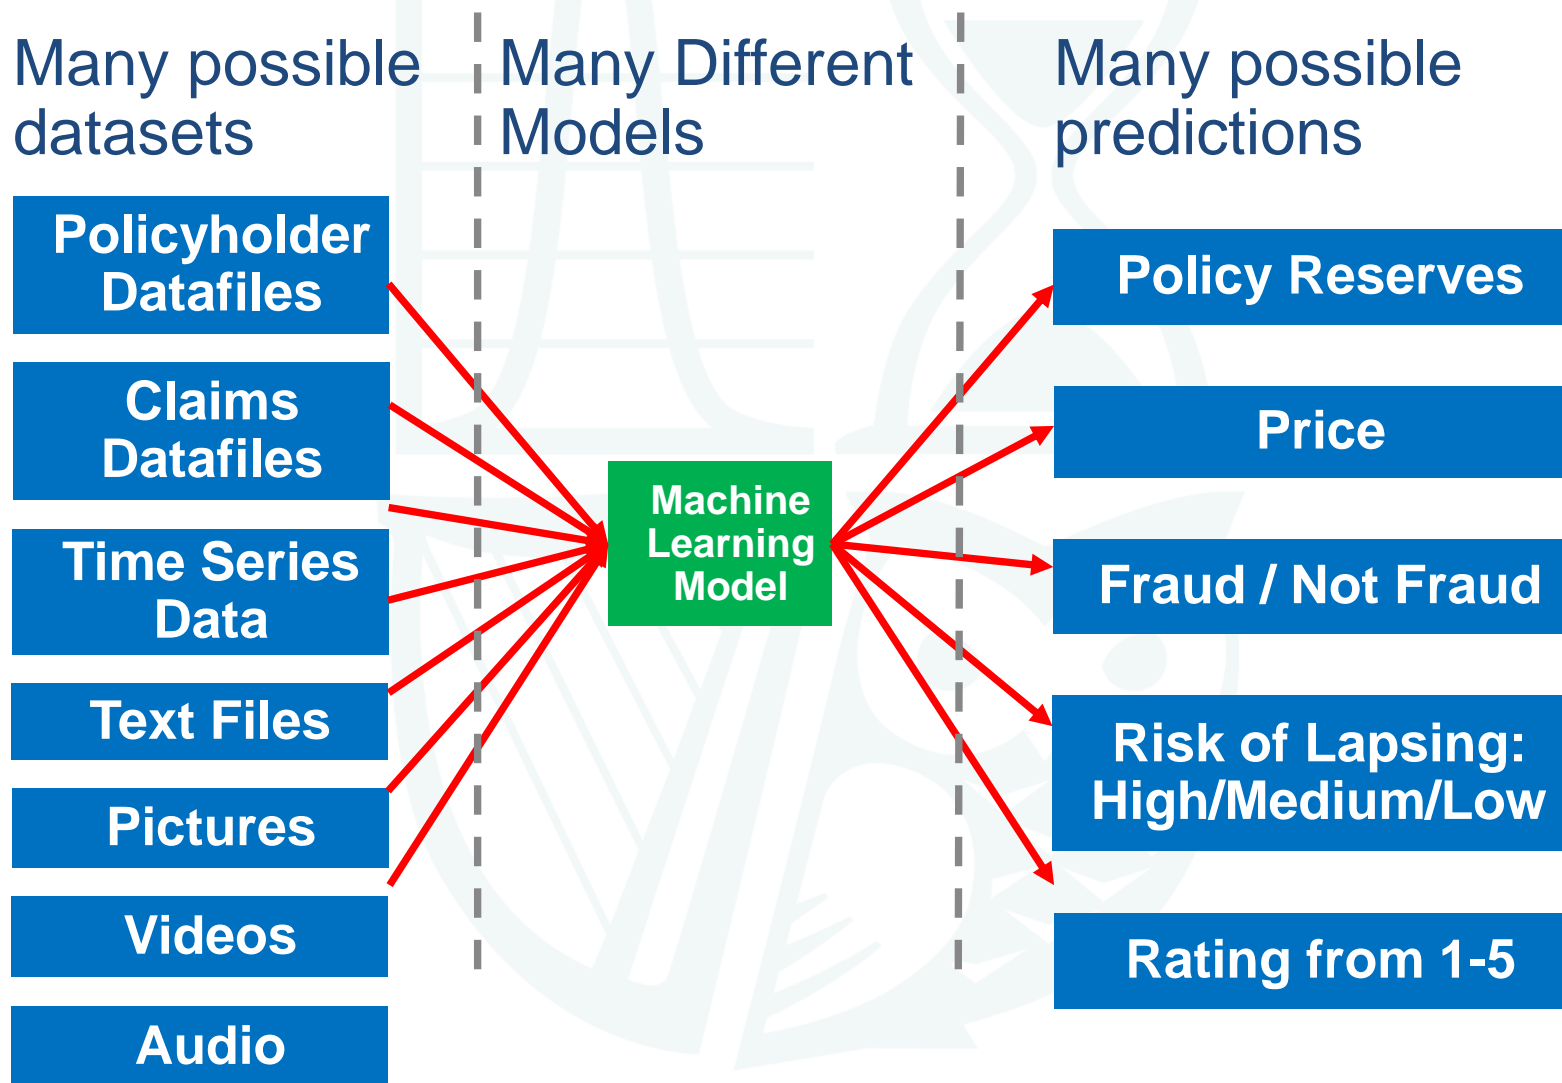 Many possible
datasets
Many Different
Models
Many possible
predictions
Policyholder
Datafiles
Claims
Datafiles
Time Series
Data
Text Files
Pictures
Videos
Audio
Machine
Learning
Model
Policy Reserves
Price
Fraud / Not Fraud
Risk of Lapsing:
High/Medium/Low
Rating from 1-5